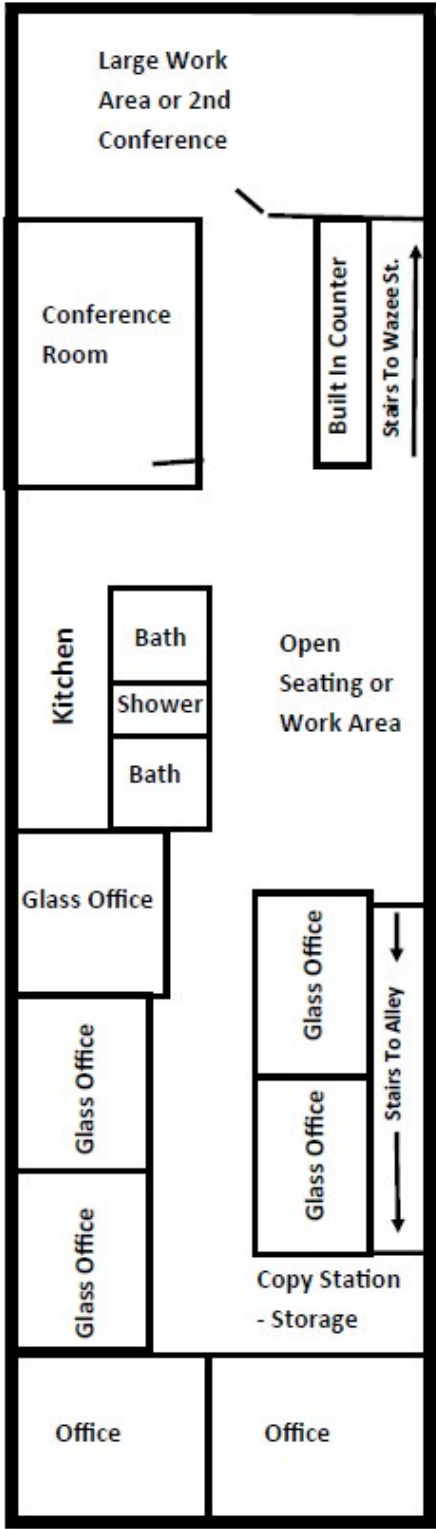 Large Work
Area or 2nd
Conference
Conference
Room
Built In Counter
Stairs To Wazee St.
Kitchen
Bath
Shower
Bath
Open
Seating or
Work Area
Glass Office
Glass Office
Glass Office
Glass Office
Glass Office
Stairs To Alley
Copy Station
- Storage
Office
Office